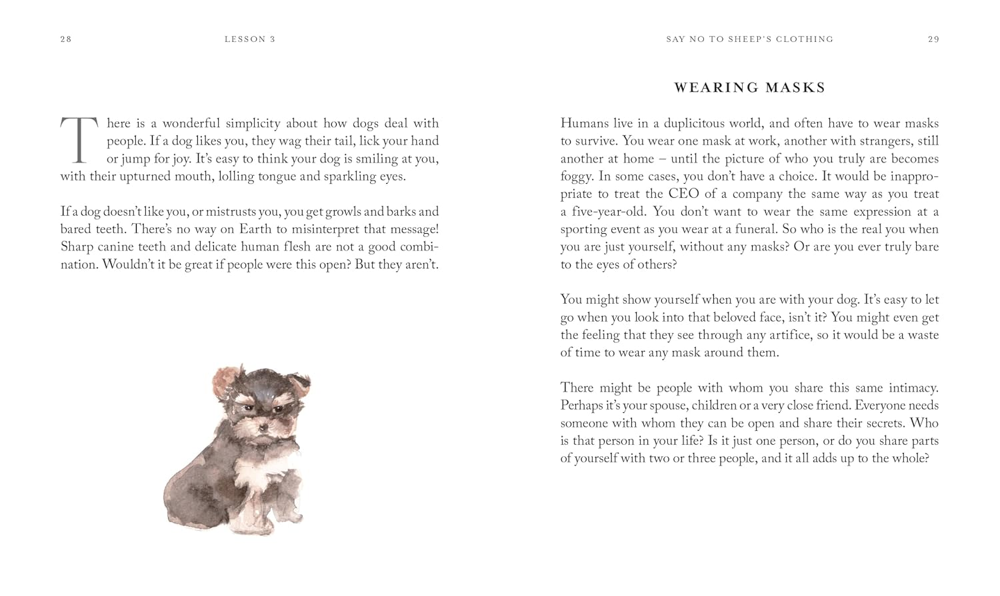 28
LESSON 3
There is a wonderful simplicity about how dogs deal with
people. If a dog likes you, they wag their tail, lick your hand
or jump for joy. It’s easy to think your dog is smiling at you,
with their upturned mouth, lolling tongue and sparkling eyes.
If a dog doesn’t like you, or mistrusts you, you get growls and barks and
bared teeth. There’s no way on Earth to misinterpret that message!
Sharp canine teeth and delicate human flesh are not a good combi-
nation. Wouldn’t it be great if people were this open? But they aren’t.
SAY NO TO SHEEP’S CLOTHING
29
WEARING MASKS
Humans live in a duplicitous world, and often have to wear masks
to survive. You wear one mask at work, another with strangers, still
another at home – until the picture of who you truly are becomes
foggy. In some cases, you don’t have a choice. It would be inappro-
priate to treat the CEO of a company the same way as you treat
a five-year-old. You don’t want to wear the same expression at a
sporting event as you wear at a funeral. So who is the real you when
you are just yourself, without any masks? Or are you ever truly bare
to the eyes of others?
You might show yourself when you are with your dog. It’s easy to let
go when you look into that beloved face, isn’t it? You might even get
the feeling that they see through any artifice, so it would be a waste
of time to wear any mask around them.
There might be people with whom you share this same intimacy.
Perhaps it’s your spouse, children or a very close friend. Everyone needs
someone with whom they can be open and share their secrets. Who
is that person in your life? Is it just one person, or do you share parts
of yourself with two or three people, and it all adds up to the whole?